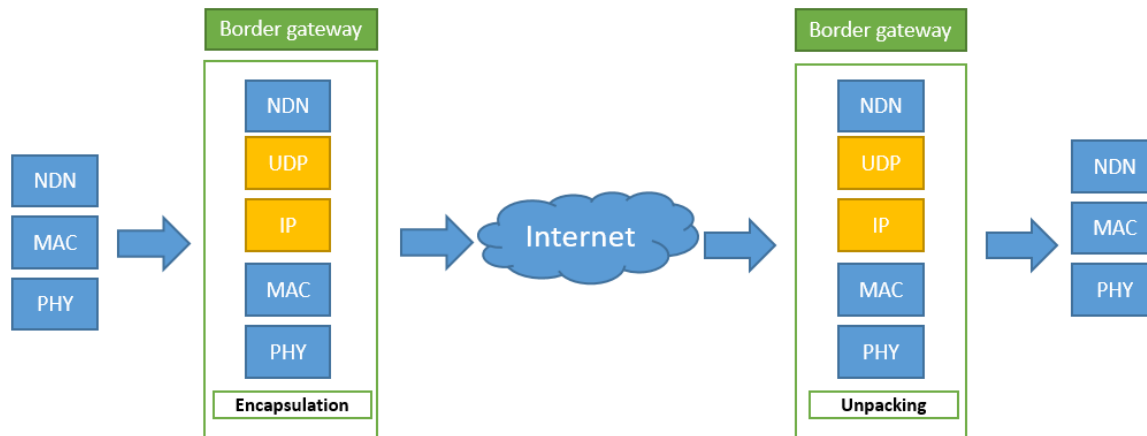 Border gateway
Border gateway
NDN
MAC
PHY
NDN
UDP
IP
MAC
PHY
Encapsulation
Internet
NDN
UDP
IP
MAC
PHY
Unpacking
NDN
MAC
PHY